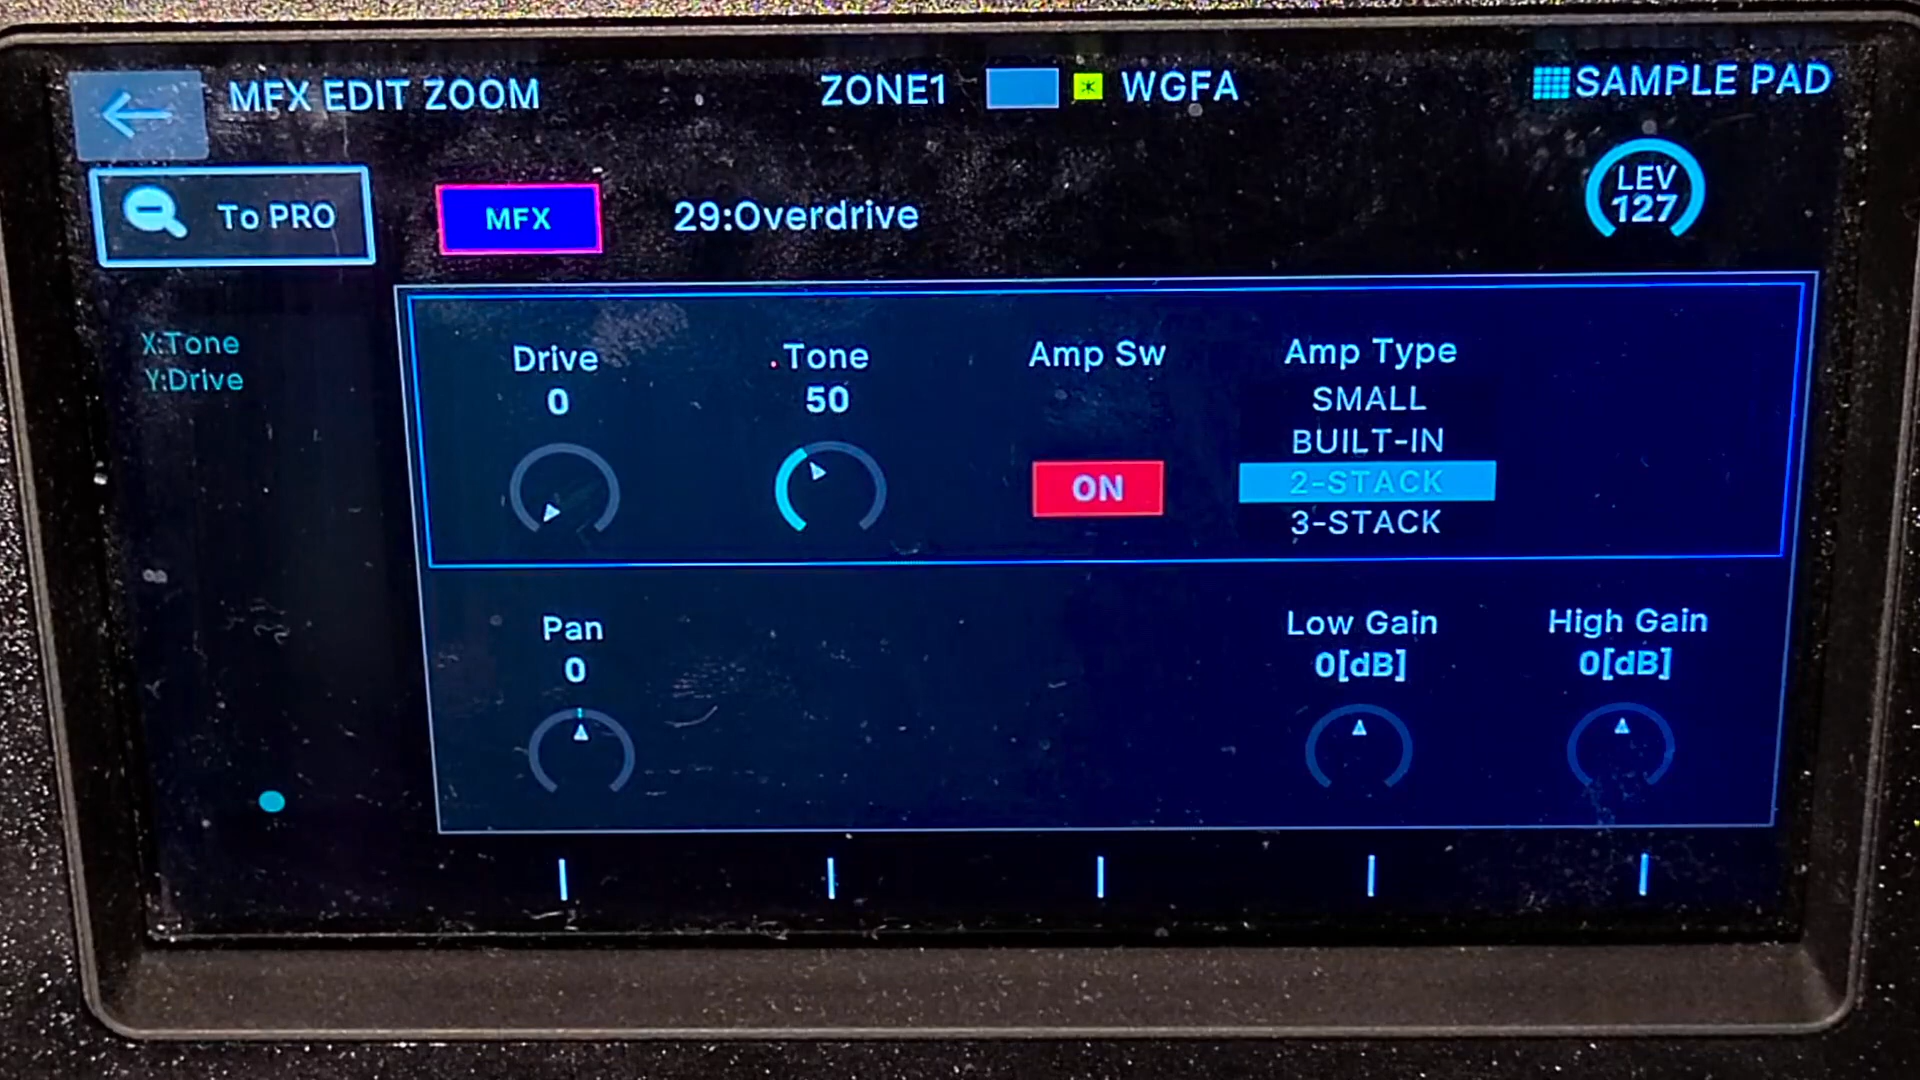 MFX EDIT ZOOM
ZONE1
WGFA
SAMPLE PAD
To PRO
MFX
29:Overdrive
LEV
127
X:Tone
Y:Drive
Drive
0
Tone
50
Amp Sw
ON
Amp Type
SMALL
BUILT-IN
2-STACK
3-STACK
Pan
0
Low Gain
0[dB]
High Gain
0[dB]